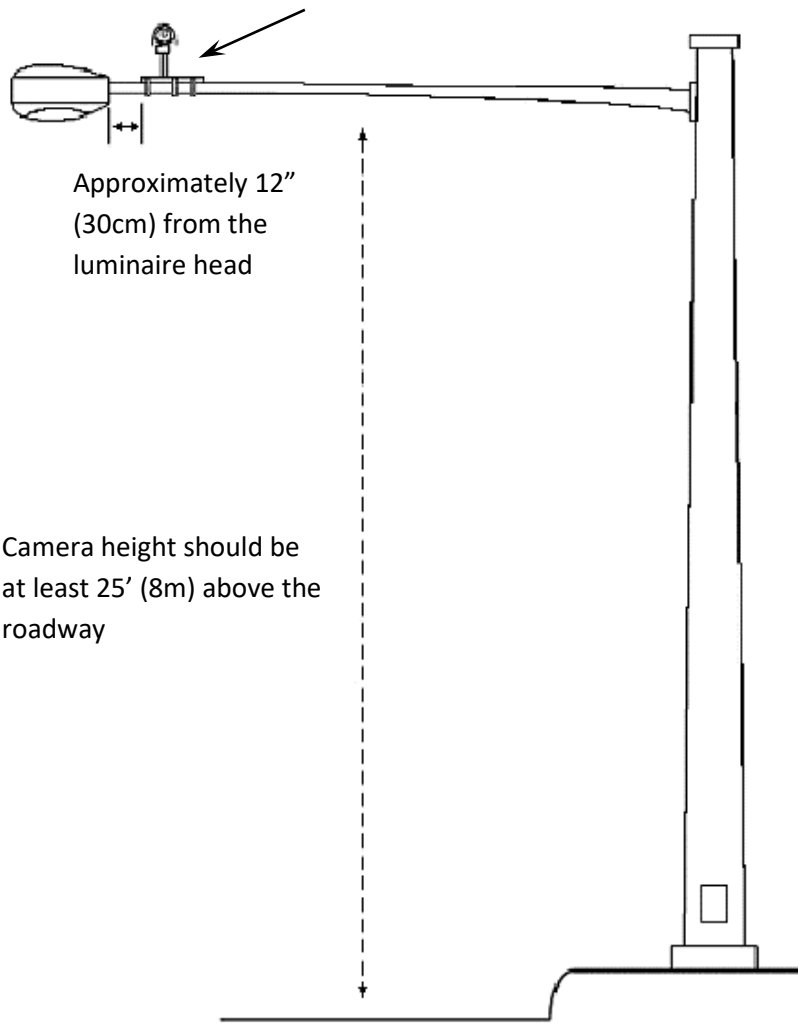 Approximately 12”
(30cm) from the
luminaire head
Camera height should be
at least 25’ (8m) above the
roadway